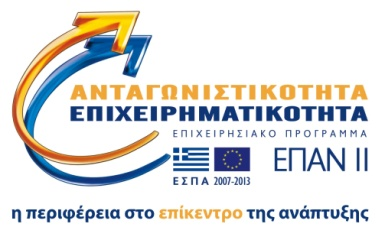 ΑΝΤΑΓΩΝΙΣΤΙΚΟΤΗΤΑ
ΕΠΙΧΕΙΡΗΜΑΤΙΚΟΤΗΤΑ
ΕΠΙΧΕΙΡΗΣΙΑΚΟ ΠΡΟΓΡΑΜΜΑ
ΕΠΑΝ ΙΙ
ΕΣΠΑ 2007-2013
η περιφέρεια στο επίκεντρο της ανάπτυξης